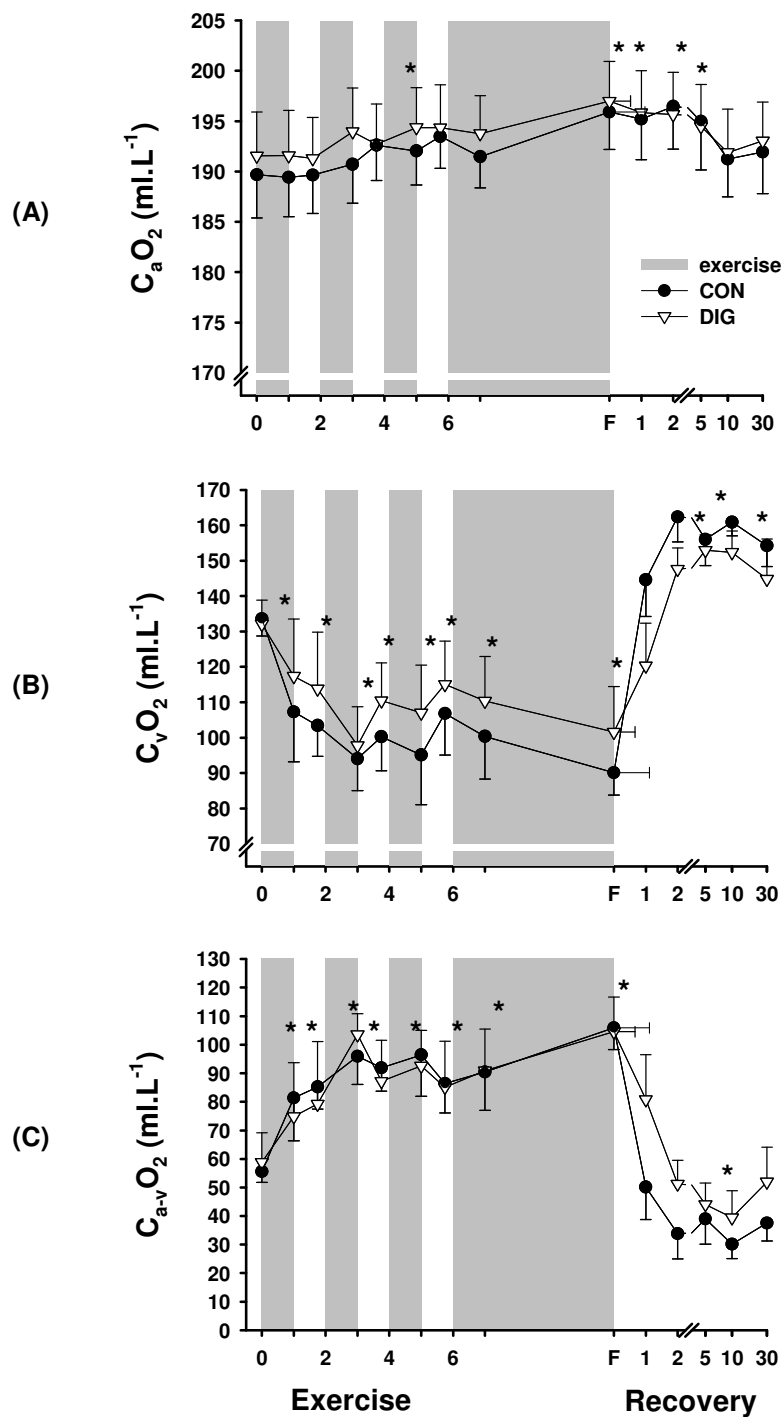 205
200
195
190
185
180
175
170
(A)
CₐO₂ (ml.L⁻¹)
* * * * *
exercise
CON
DIG
0 2 4 6 F 1 2 5 10 30
170
160
150
140
130
120
110
100
90
80
70
(B)
CᵥO₂ (ml.L⁻¹)
* * * * * * * * * * *
0 2 4 6 F 1 2 5 10 30
130
120
110
100
90
80
70
60
50
40
30
20
10
0
(C)
Cₐ₋ᵥO₂ (ml.L⁻¹)
* * * * * * * * *
0 2 4 6 F 1 2 5 10 30
Exercise Recovery